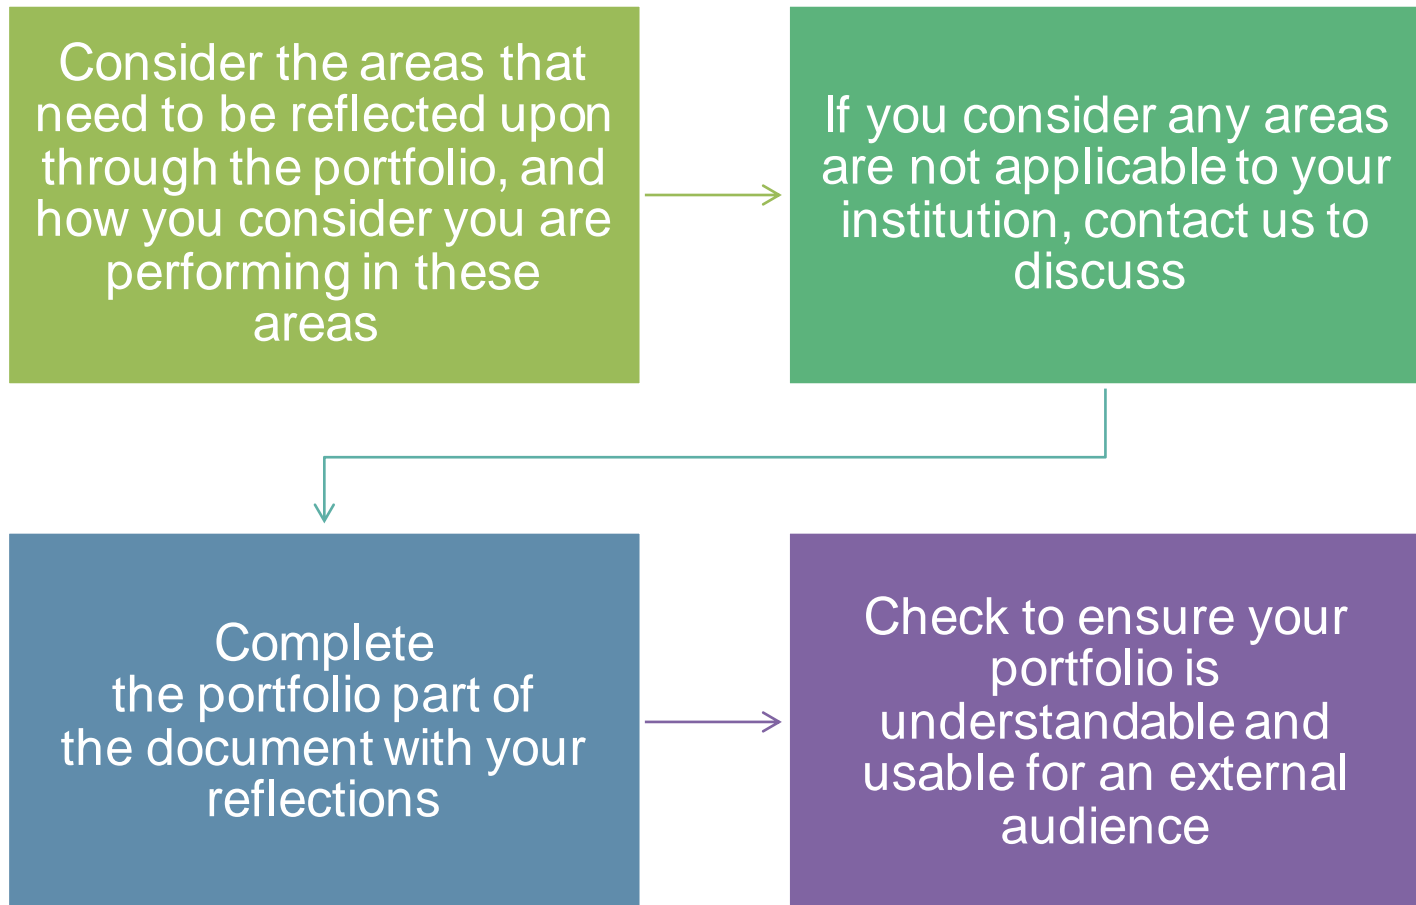 Consider the areas that
need to be reflected upon
through the portfolio, and
how you consider you are
performing in these
areas
If you consider any areas
are not applicable to your
institution, contact us to
discuss
Complete
the portfolio part of
the document with your
reflections
Check to ensure your
portfolio is
understandable and
usable for an external
audience